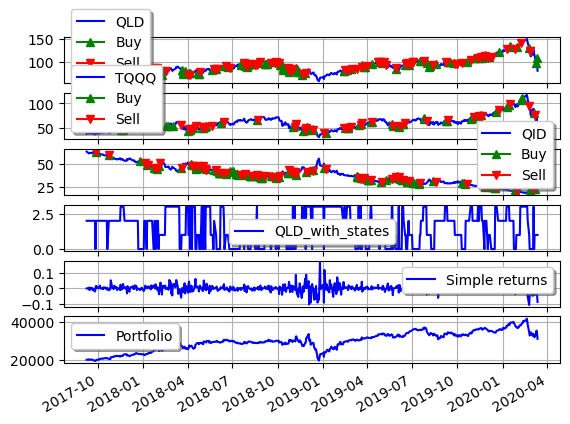 QLD
Buy
Sell
150
100
TQQQ
Buy
Sell
100
50
QID
Buy
Sell
50
25
2.5
0.0
QLD_with_states
0.1
0.0
−0.1
Simple returns
40000
20000
Portfolio
2017-10
2018-01
2018-04
2018-07
2018-10
2019-01
2019-04
2019-07
2019-10
2020-01
2020-04